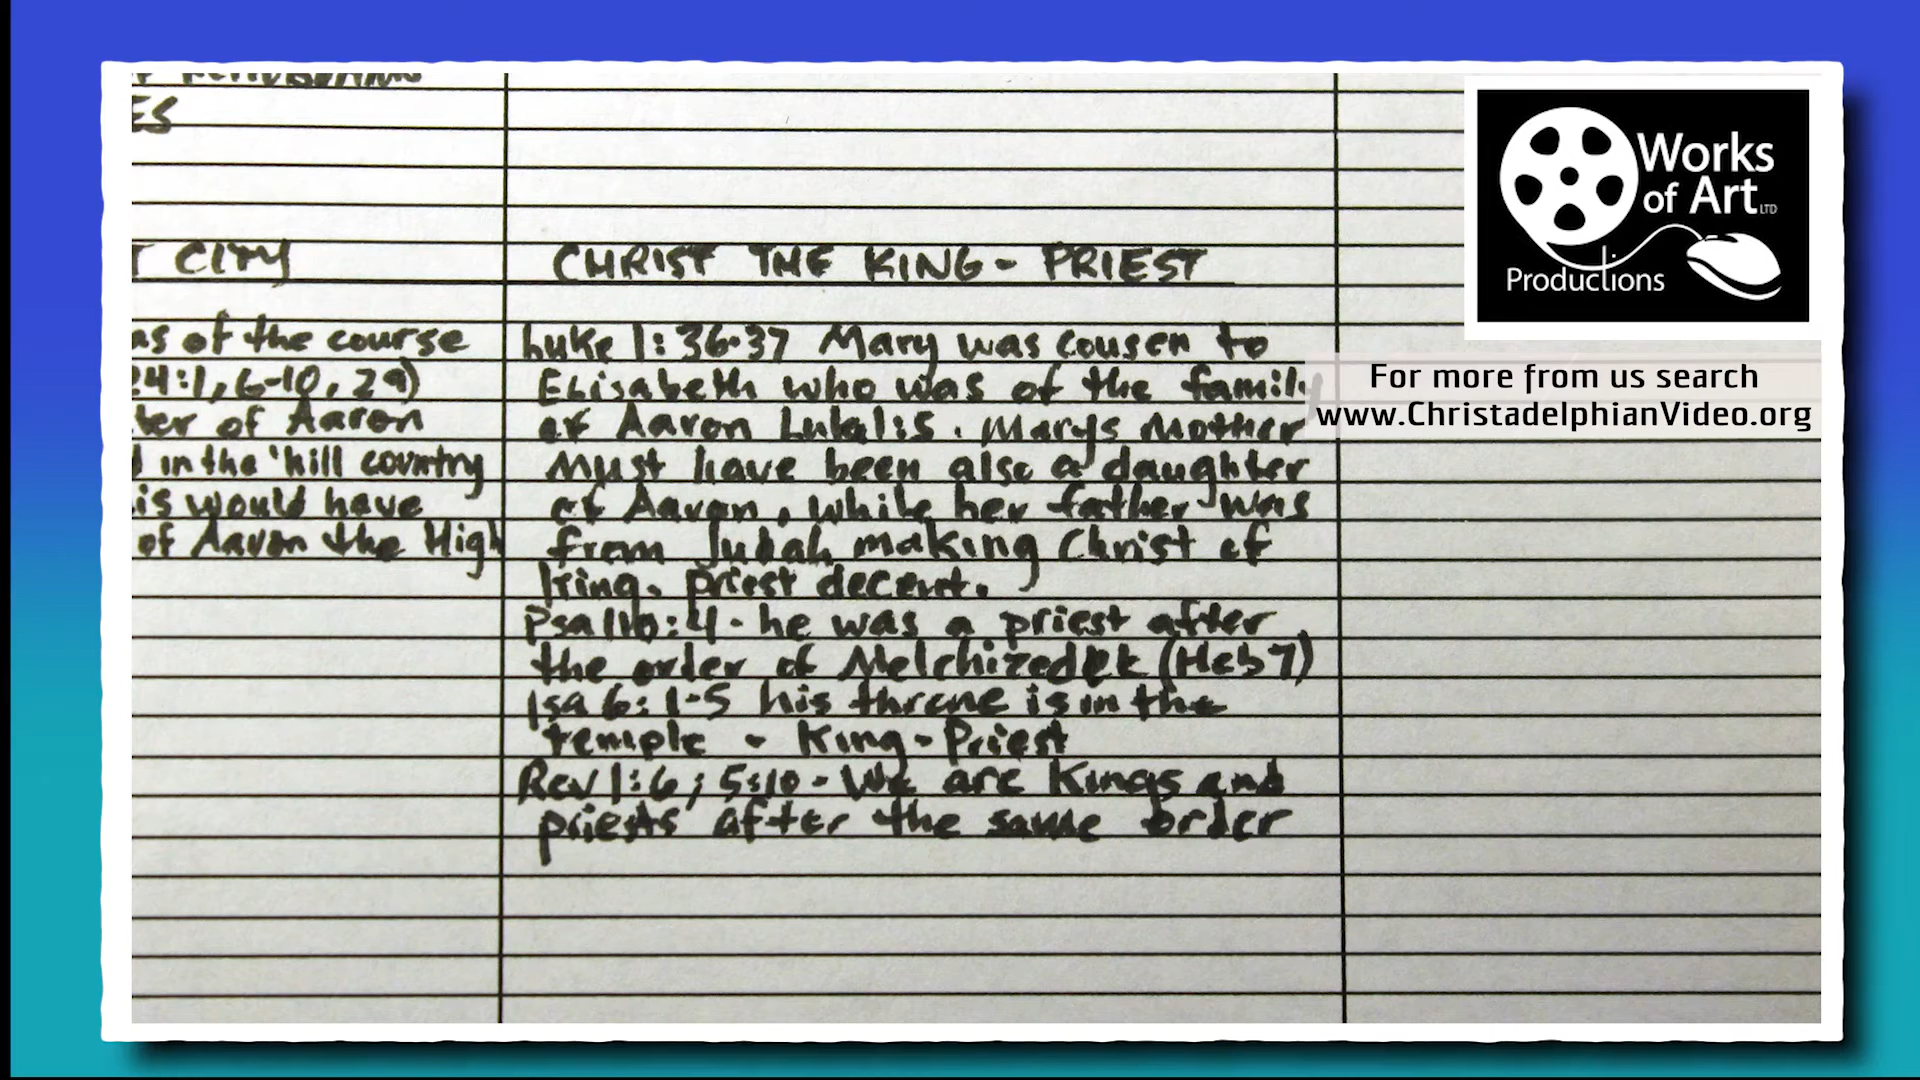 ES
CITY
as of the course
24:1, 6-10, 29)
ter of Aaron
in the 'hill country
is would have
of Aaron the High
CHRIST THE KING - PRIEST
Luke 1:36-37 Mary was cousen to
Elisabeth who was of the family
of Aaron Luke 1:5. Marys Mother
Must have been also a daughter
of Aaron, while her father was
from Judah making Christ of
king-priest decent.
Psa 110:4 - he was a priest after
the order of Melchizedek (Heb 7)
Isa 6:1-5 his throne is in the
temple - King-Priest
Rev 1:6; 5:10 - We are Kings and
priests after the same order
Works
of Art LTD
Productions
For more from us search
www.ChristadelphianVideo.org